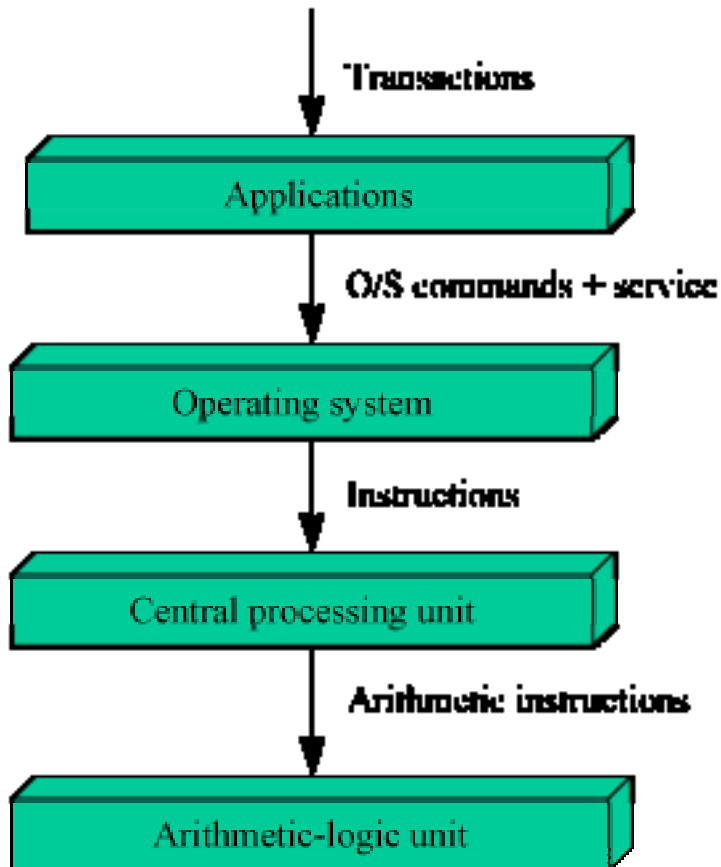 Transactions
Applications
O/S commands + service
Operating system
Instructions
Central processing unit
Arithmetic instructions
Arithmetic-logic unit